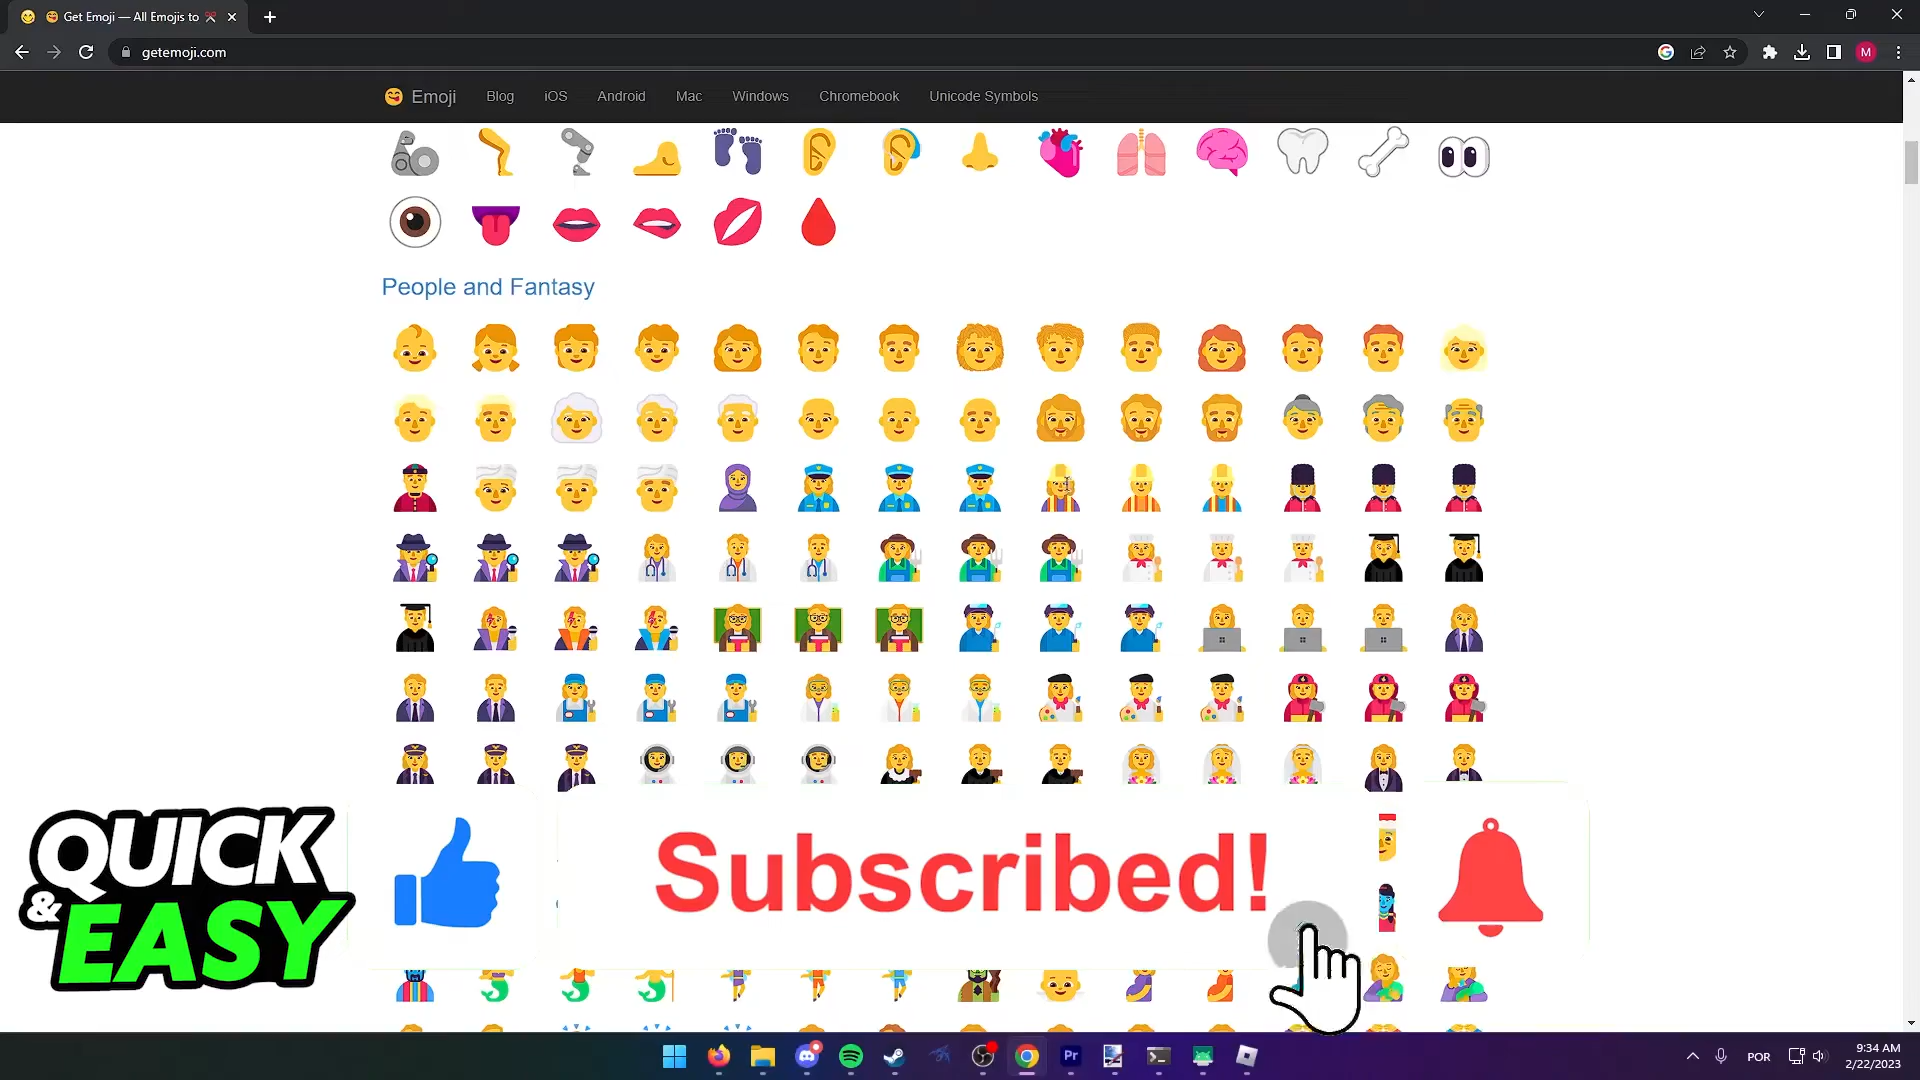 Get Emoji — All Emojis to
getemoji.com
M
Emoji Blog iOS Android Mac Windows Chromebook Unicode Symbols
People and Fantasy
QUICK
& EASY
Subscribed!
Pr
POR
9:34 AM
2/22/2023